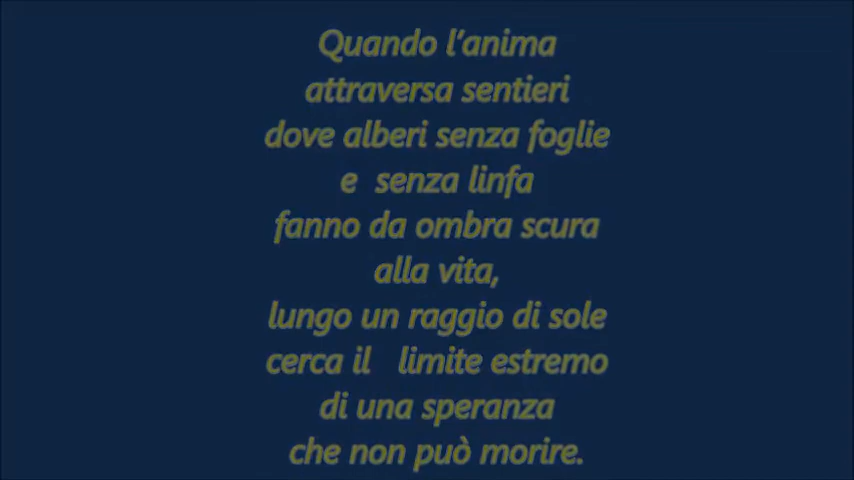 Quando l'anima
attraversa sentieri
dove alberi senza foglie
e  senza linfa
fanno da ombra scura
alla vita,
lungo un raggio di sole
cerca il   limite estremo
di una speranza
che non può morire.